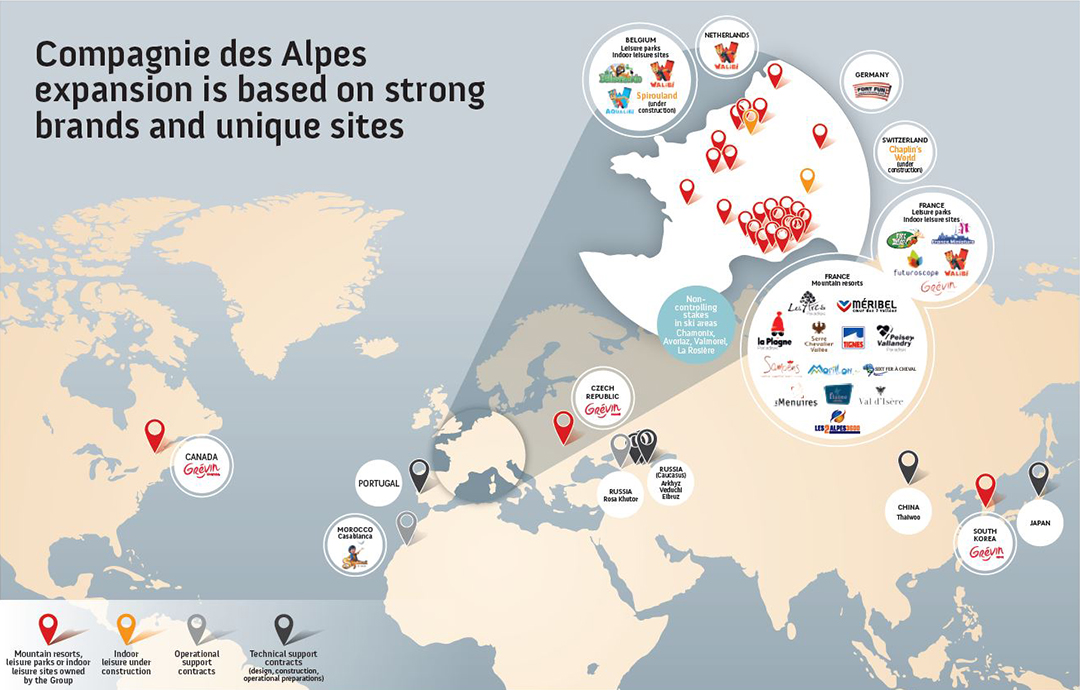 Compagnie des Alpes
expansion is based on strong
brands and unique sites
BELGIUM
Leisure parks
Indoor leisure sites
WALIBI
AQUALIBI
Spirouland
(under
construction)
NETHERLANDS
WALIBI
GERMANY
FORT FUN
SWITZERLAND
Chaplin's
World
(under
construction)
FRANCE
Leisure parks
Indoor leisure sites
France Miniature
futuroscope
WALIBI
Grévin
FRANCE
Mountain resorts
Les Arcs
MÉRIBEL
la Plagne
Serre
Chevalier
Vallée
TIGNES
Peisey
Vallandry
Samoëns
Morillon
SIXT FER À CHEVAL
Menuires
Val d'Isère
LES 2 ALPES 3600
Non-
controlling
stakes
in ski areas
Chamonix,
Avoriaz, Valmorel,
La Rosière
CZECH
REPUBLIC
Grévin
CANADA
Grévin
PORTUGAL
MOROCCO
Casablanca
RUSSIA
Rosa Khutor
RUSSIA
(Caucasus)
Arkhyz
Veduchi
Elbruz
CHINA
Thaiwoo
SOUTH
KOREA
Grévin
JAPAN
Mountain resorts,
leisure parks or indoor
leisure sites owned
by the Group
Indoor
leisure under
construction
Operational
support
contracts
Technical support
contracts
(design, construction,
operational preparations)